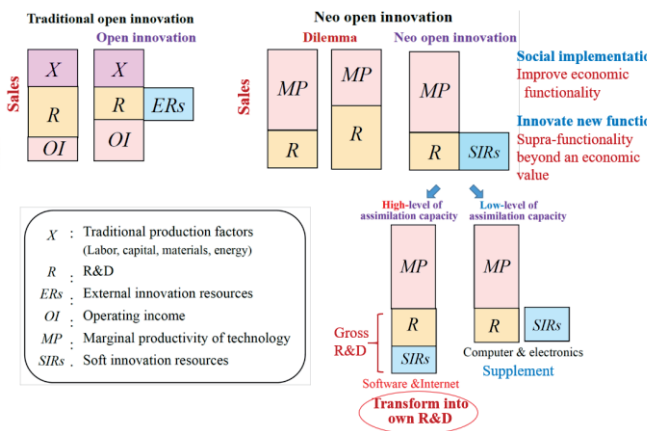 Traditional open innovation
Open innovation
Sales
X
R
OI
X
R
OI
ERs
Neo open innovation
Dilemma
Neo open innovation
Sales
MP
R
MP
R
MP
R
SIRs
Social implementatio
Improve economic
functionality
Innovate new function
Supra-functionality
beyond an economic
value
High-level of
assimilation capacity
Low-level of
assimilation capacity
MP
R
SIRs
Gross
R&D
Software &Internet
Transform into
own R&D
MP
R
SIRs
Computer & electronics
Supplement
X : Traditional production factors
(Labor, capital, materials, energy)
R : R&D
ERs : External innovation resources
OI : Operating income
MP : Marginal productivity of technology
SIRs : Soft innovation resources